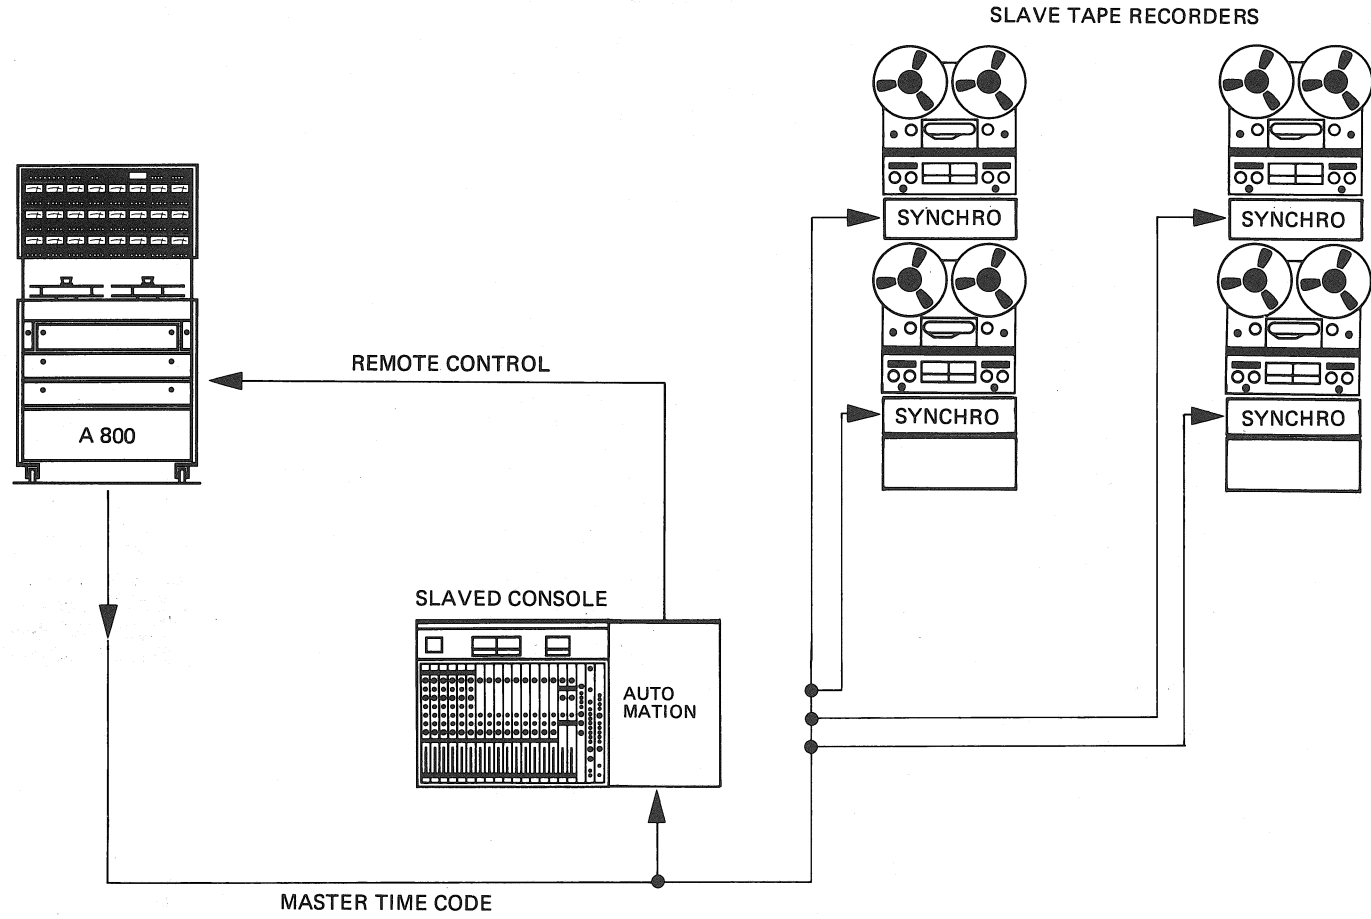 SLAVE TAPE RECORDERS
SYNCHRO
SYNCHRO
REMOTE CONTROL
SYNCHRO
SYNCHRO
A 800
SLAVED CONSOLE
AUTO
MATION
MASTER TIME CODE